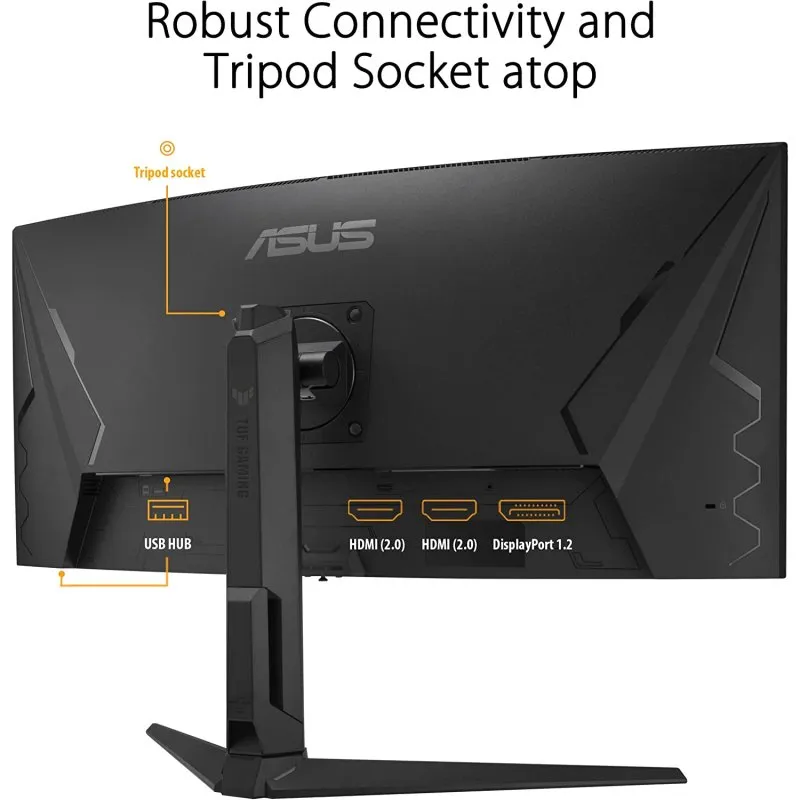 Robust Connectivity and
Tripod Socket atop
Tripod socket
ASUS
TUF GAMING
USB HUB
HDMI (2.0)
HDMI (2.0)
DisplayPort 1.2